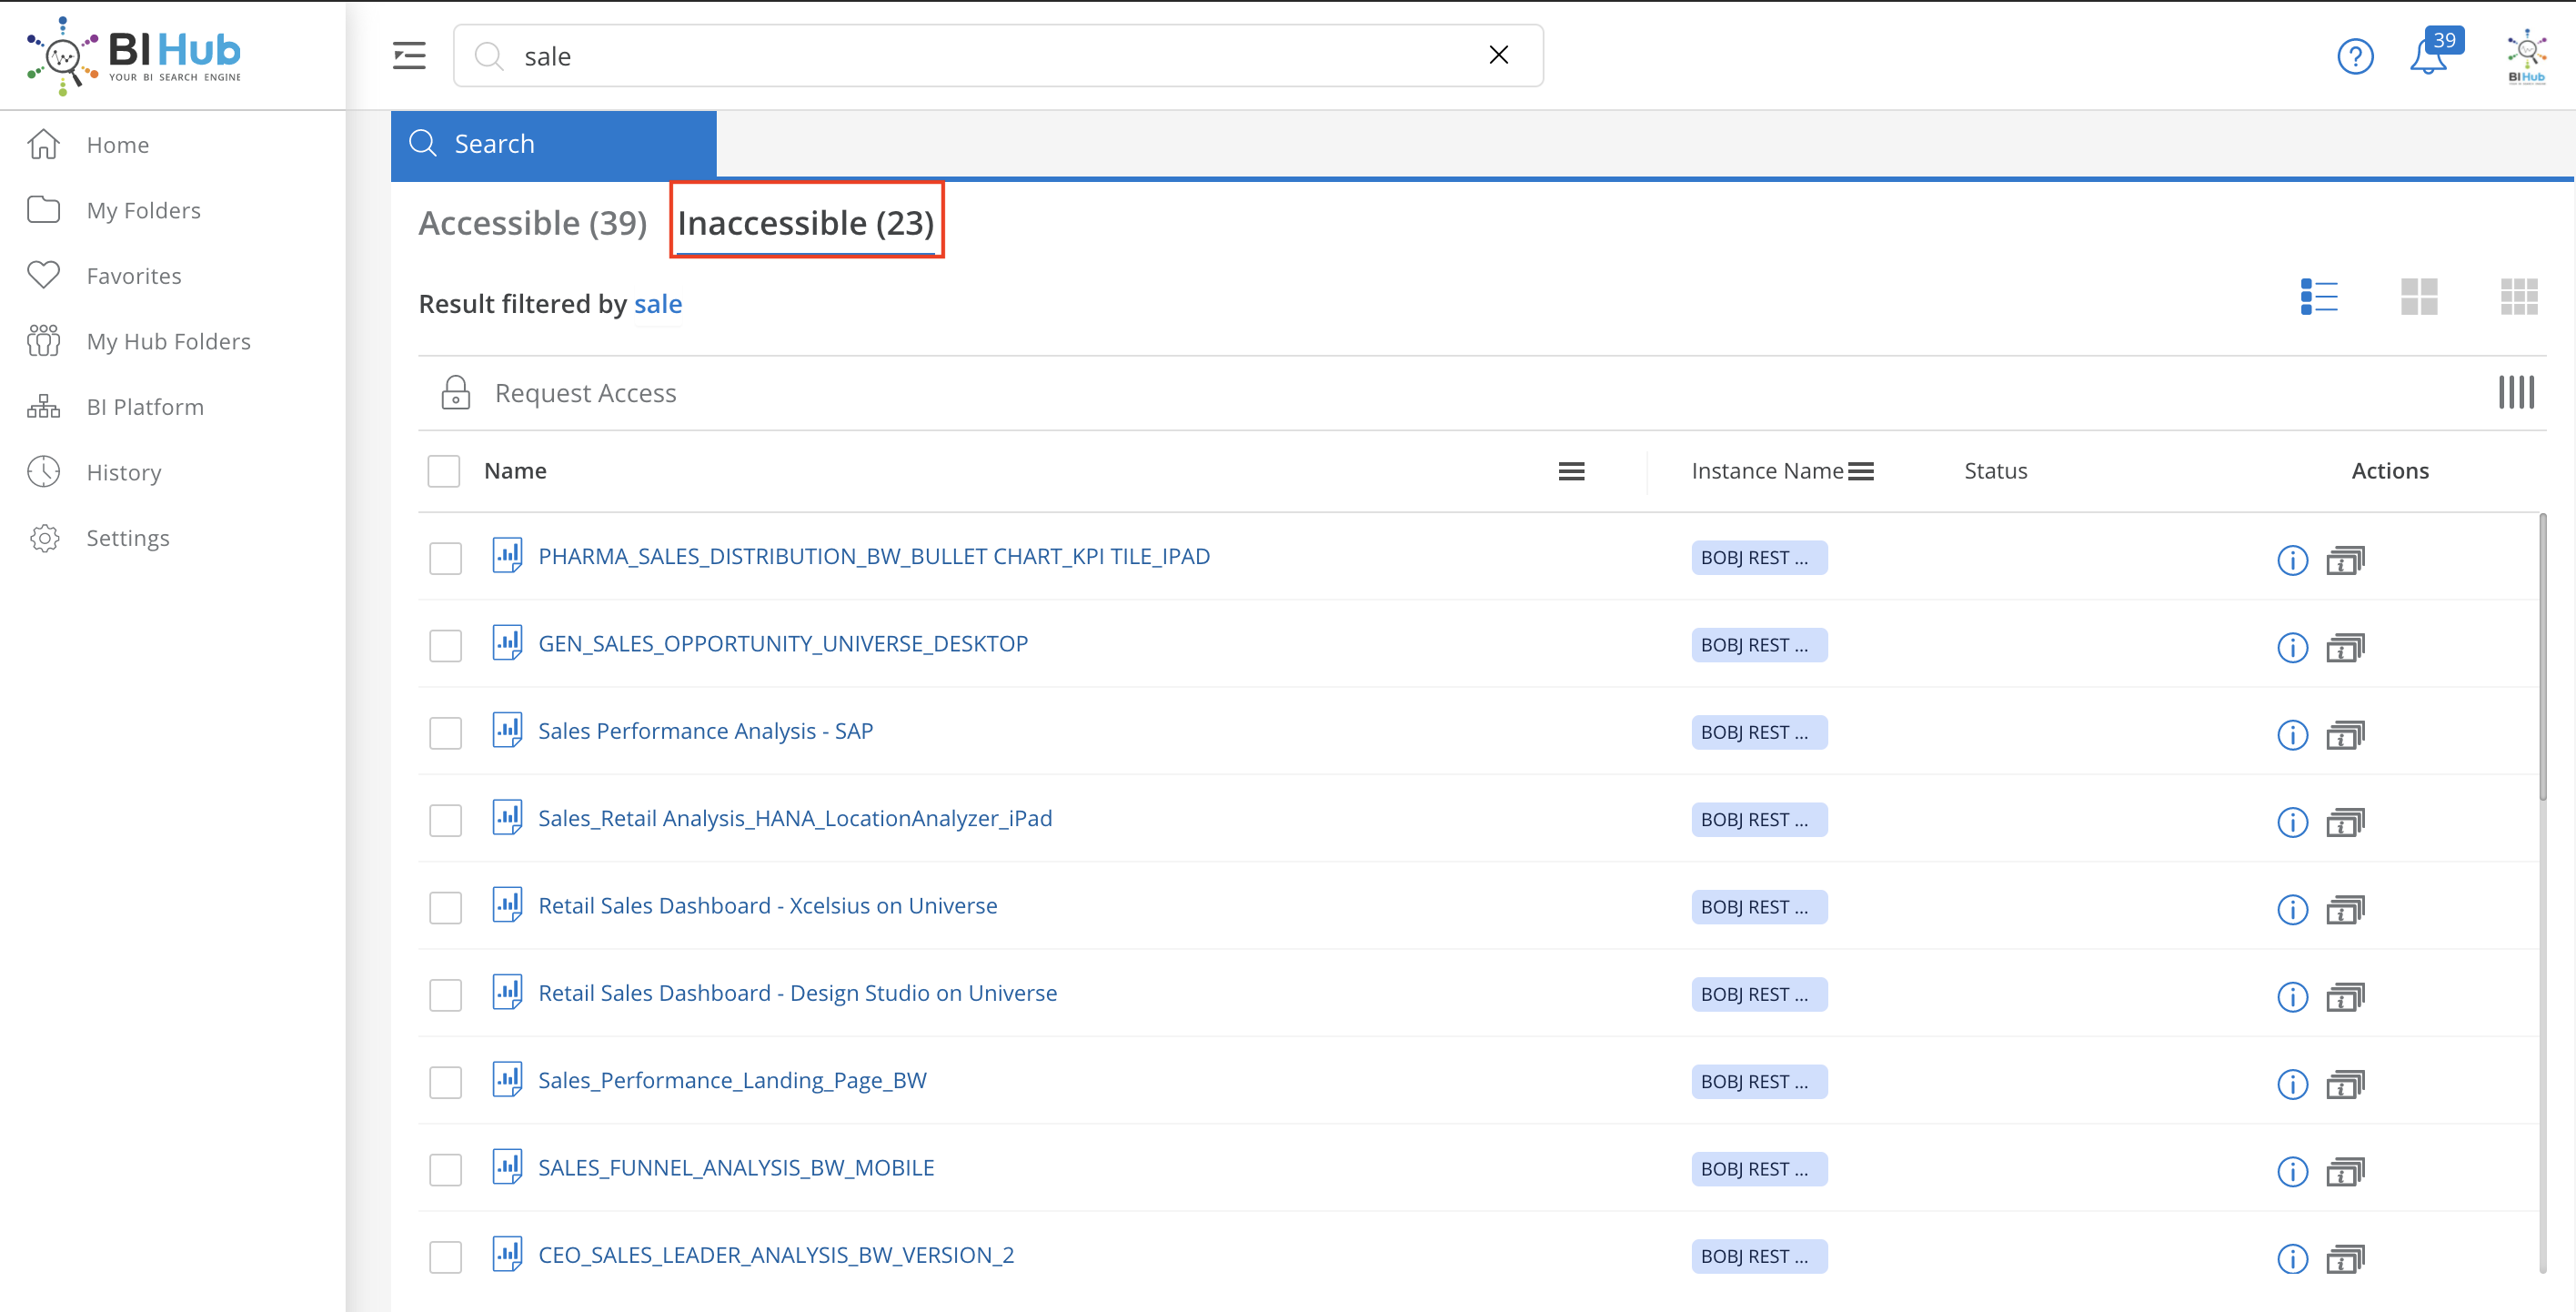 BI Hub
YOUR BI SEARCH ENGINE
sale
39
BI Hub
Home
My Folders
Favorites
My Hub Folders
BI Platform
History
Settings
Search
Accessible (39) Inaccessible (23)
Result filtered by sale
Request Access
Name Instance Name Status Actions
PHARMA_SALES_DISTRIBUTION_BW_BULLET CHART_KPI TILE_IPAD BOBJ REST ...
GEN_SALES_OPPORTUNITY_UNIVERSE_DESKTOP BOBJ REST ...
Sales Performance Analysis - SAP BOBJ REST ...
Sales_Retail Analysis_HANA_LocationAnalyzer_iPad BOBJ REST ...
Retail Sales Dashboard - Xcelsius on Universe BOBJ REST ...
Retail Sales Dashboard - Design Studio on Universe BOBJ REST ...
Sales_Performance_Landing_Page_BW BOBJ REST ...
SALES_FUNNEL_ANALYSIS_BW_MOBILE BOBJ REST ...
CEO_SALES_LEADER_ANALYSIS_BW_VERSION_2 BOBJ REST ...